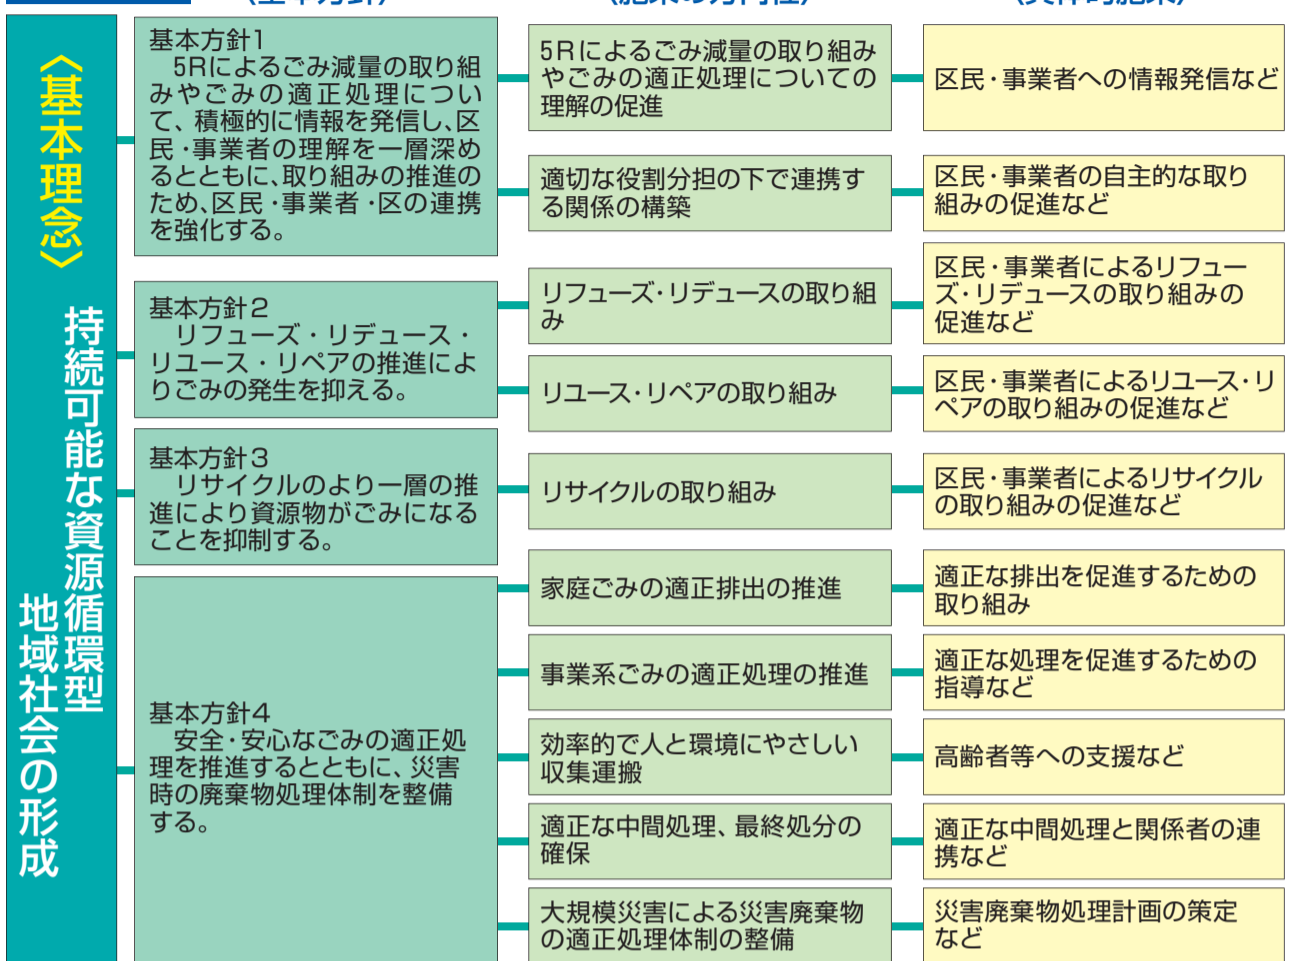 〈基本理念〉
持続可能な資源循環型
地域社会の形成
基本方針1
5Rによるごみ減量の取り組
みやごみの適正処理につい
て、積極的に情報を発信し、区
民・事業者の理解を一層深め
るとともに、取り組みの推進の
ため、区民・事業者・区の連携
を強化する。
5Rによるごみ減量の取り組み
やごみの適正処理についての
理解の促進
区民・事業者への情報発信など
適切な役割分担の下で連携す
る関係の構築
区民・事業者の自主的な取り
組みの促進など
基本方針2
リフューズ・リデュース・
リユース・リペアの推進によ
りごみの発生を抑える。
リフューズ・リデュースの取り組
み
区民・事業者によるリフュー
ズ・リデュースの取り組みの
促進など
リユース・リペアの取り組み
区民・事業者によるリユース・リ
ペアの取り組みの促進など
基本方針3
リサイクルのより一層の推
進により資源物がごみになる
ことを抑制する。
リサイクルの取り組み
区民・事業者によるリサイクル
の取り組みの促進など
基本方針4
安全・安心なごみの適正処
理を推進するとともに、災害
時の廃棄物処理体制を整備
する。
家庭ごみの適正排出の推進
適正な排出を促進するための
取り組み
事業系ごみの適正処理の推進
適正な処理を促進するための
指導など
効率的で人と環境にやさしい
収集運搬
高齢者等への支援など
適正な中間処理、最終処分の
確保
適正な中間処理と関係者の連
携など
大規模災害による災害廃棄物
の適正処理体制の整備
災害廃棄物処理計画の策定
など